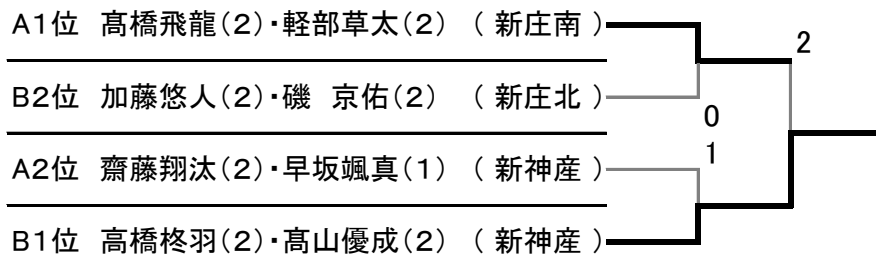 A1位 髙橋飛龍(2)・軽部草太(2) ( 新庄南 )
2
B2位 加藤悠人(2)・磯 京佑(2) ( 新庄北 )
0
1
A2位 齋藤翔汰(2)・早坂颯真(1) ( 新神産 )
B1位 高橋柊羽(2)・髙山優成(2) ( 新神産 )